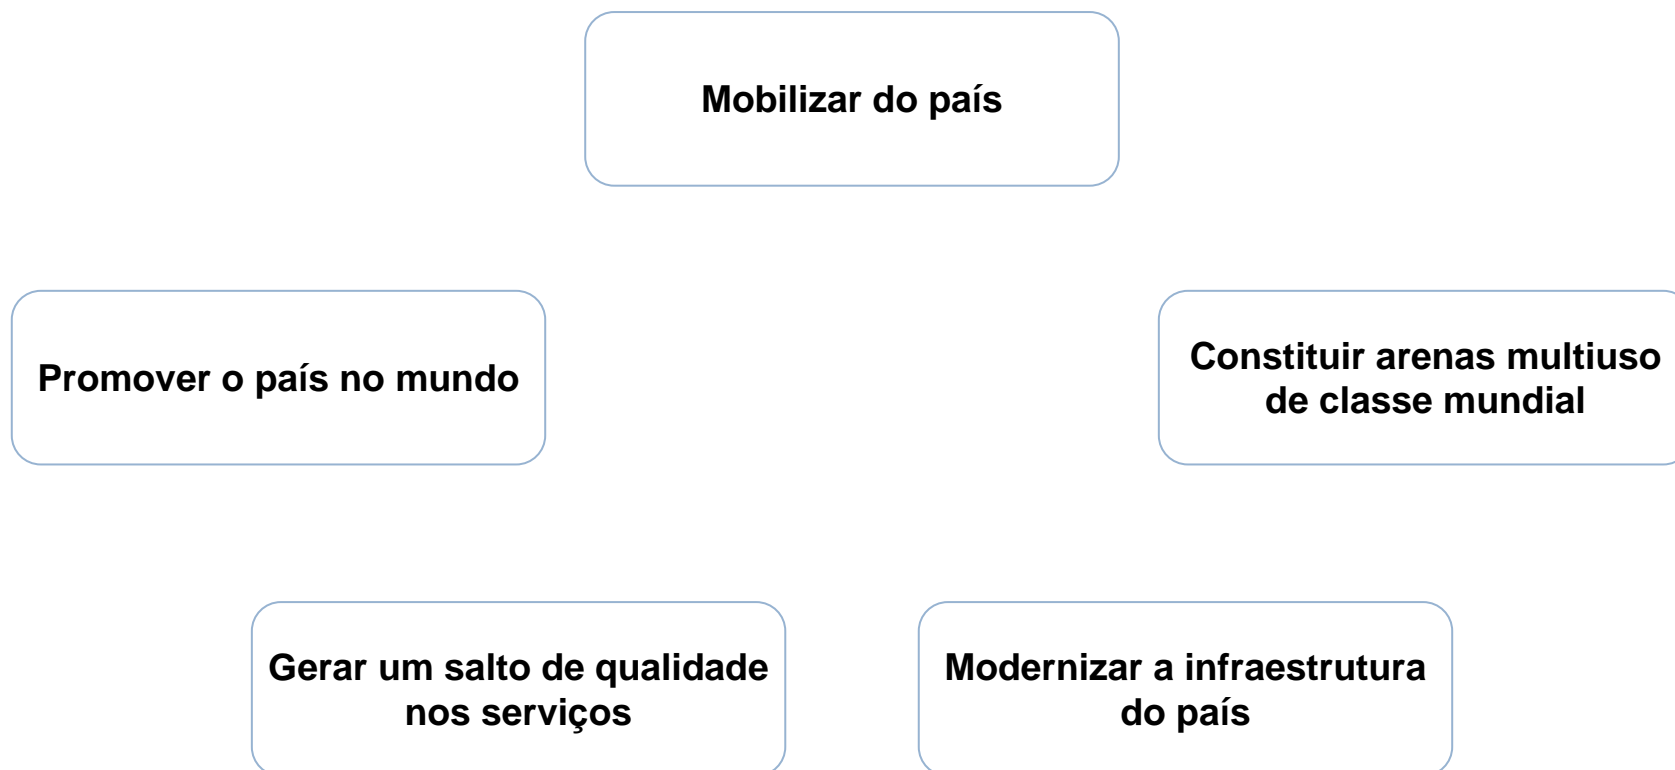 Mobilizar do país
Promover o país no mundo
Constituir arenas multiuso
de classe mundial
Gerar um salto de qualidade
nos serviços
Modernizar a infraestrutura
do país